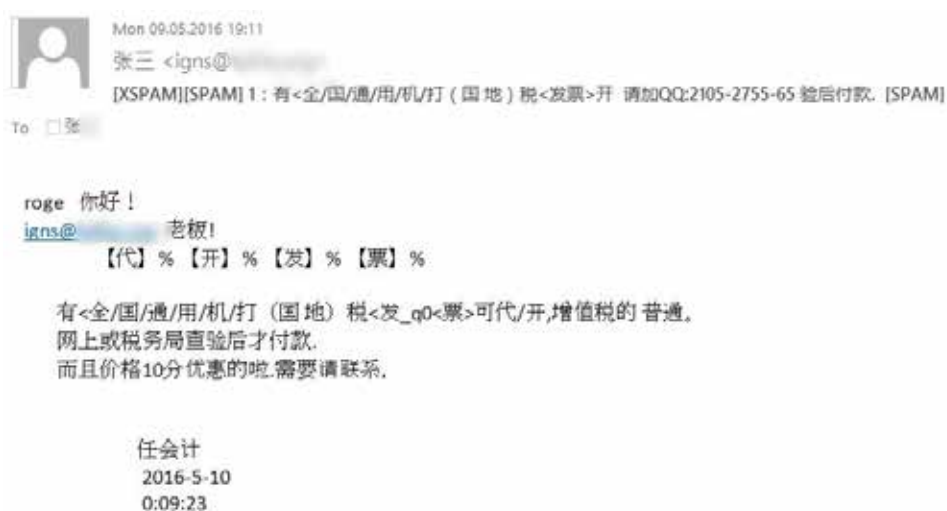 Mon 09.05.2016 19:11
张三 <igns@
[XSPAM][SPAM] 1 : 有<全/国/通/用/机/打 ( 国 地 ) 税<发票>开 请加QQ:2105-2755-65 验后付款. [SPAM]
To 张
roge 你好！
igns@ 老板!
【代】% 【开】% 【发】% 【票】%
有<全/国/通/用/机/打（国 地）税<发_q0<票>可代/开,增值税的 普通。
网上或税务局查验后才付款.
而且价格10分优惠的啦.需要请联系.
任会计
2016-5-10
0:09:23